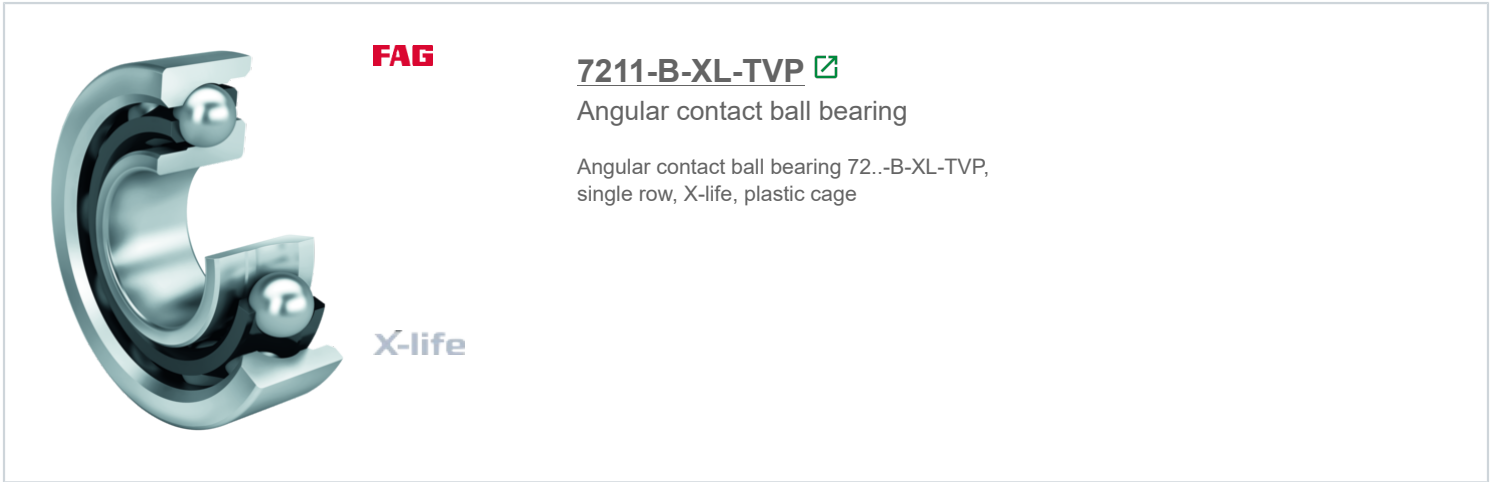 FAG
7211-B-XL-TVP
Angular contact ball bearing
Angular contact ball bearing 72..-B-XL-TVP,
single row, X-life, plastic cage
X-life